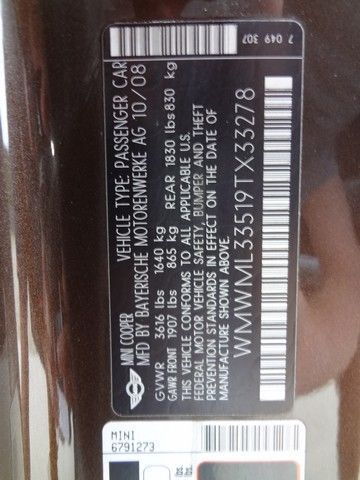 7 049 307
MINI COOPER
VEHICLE TYPE: PASSENGER CAR
MFD BY BAYERISCHE MOTORENWERKE AG 10/08
GVWR 3616 lbs 1640 kg
GAWR FRONT 1907 lbs 865 kg REAR 1830 lbs 830 kg
THIS VEHICLE CONFORMS TO ALL APPLICABLE U.S.
FEDERAL MOTOR VEHICLE SAFETY, BUMPER AND THEFT
PREVENTION STANDARDS IN EFFECT ON THE DATE OF
MANUFACTURE SHOWN ABOVE
WMWML33519TX33278
MINI
6791273